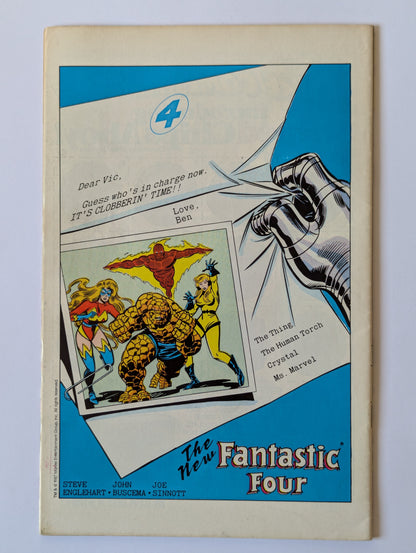 4
Dear Vic,
Guess who's in charge now.
IT'S CLOBBERIN' TIME!!
Love,
Ben
The Thing
The Human Torch
Crystal
Ms. Marvel
The New
Fantastic
Four
STEVE JOHN JOE
ENGLEHART • BUSCEMA • SINNOTT